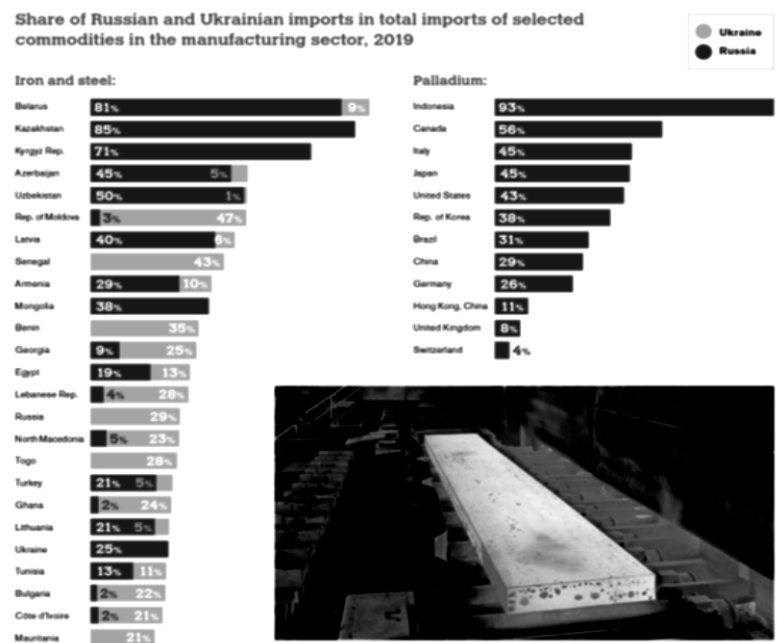 Share of Russian and Ukrainian imports in total imports of selected
commodities in the manufacturing sector, 2019
Ukraine
Russia
Iron and steel:
Belarus 81% 9%
Kazakhstan 85%
Kyrgyz Rep. 71%
Azerbaijan 45% 5%
Uzbekistan 50% 1%
Rep. of Moldova 3% 47%
Latvia 40% 6%
Senegal 43%
Armenia 29% 10%
Mongolia 38%
Benin 35%
Georgia 9% 25%
Egypt 19% 13%
Lebanese Rep. 4% 28%
Russia 29%
North Macedonia 5% 23%
Togo 28%
Turkey 21% 5%
Ghana 2% 24%
Lithuania 21% 5%
Ukraine 25%
Tunisia 13% 11%
Bulgaria 2% 22%
Côte d'Ivoire 2% 21%
Mauritania 21%
Palladium:
Indonesia 93%
Canada 56%
Italy 45%
Japan 45%
United States 43%
Rep. of Korea 38%
Brazil 31%
China 29%
Germany 26%
Hong Kong, China 11%
United Kingdom 8%
Switzerland 4%